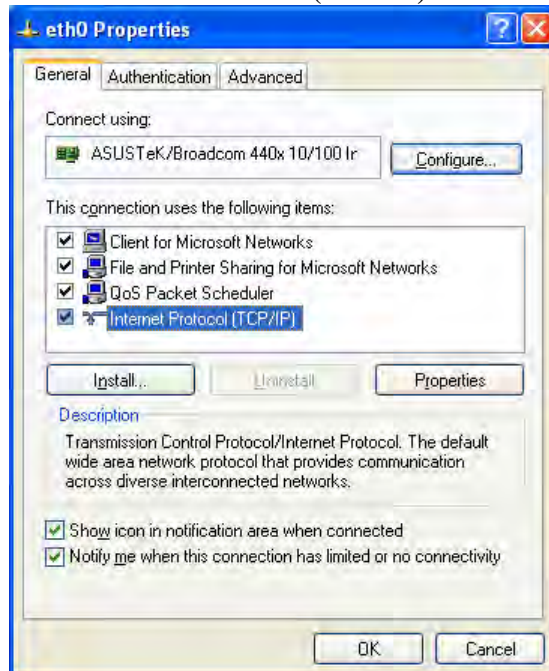 eth0 Properties
General Authentication Advanced
Connect using:
ASUSTeK/Broadcom 440x 10/100 Ir Configure...
This connection uses the following items:
Client for Microsoft Networks
File and Printer Sharing for Microsoft Networks
QoS Packet Scheduler
Internet Protocol (TCP/IP)
Install... Uninstall Properties
Description
Transmission Control Protocol/Internet Protocol. The default
wide area network protocol that provides communication
across diverse interconnected networks.
Show icon in notification area when connected
Notify me when this connection has limited or no connectivity
OK Cancel